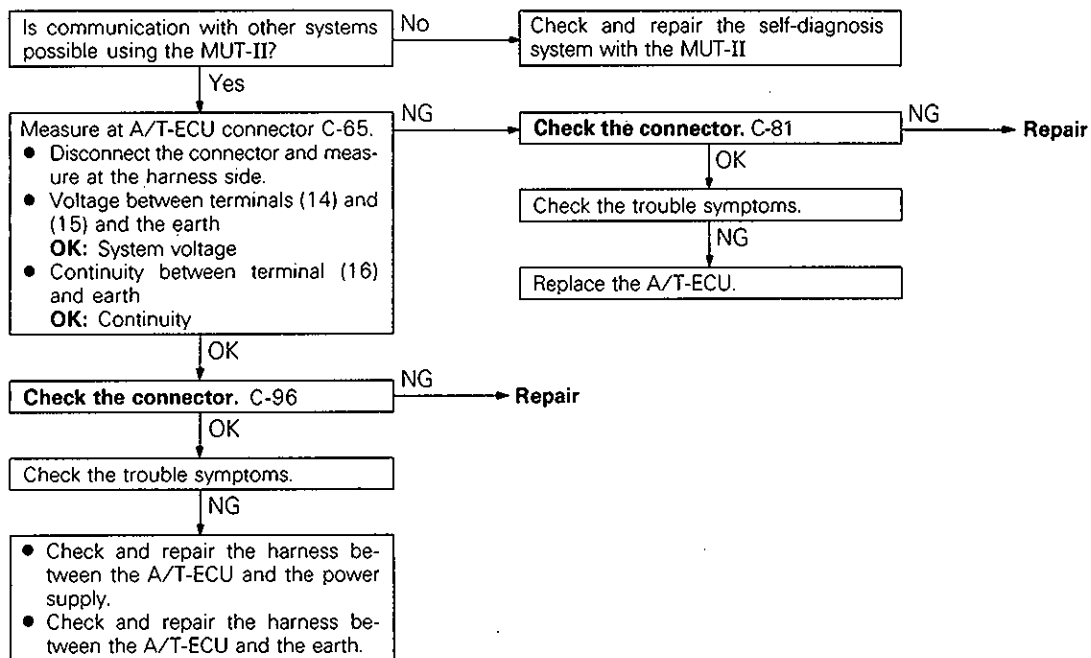 Is communication with other systems
possible using the MUT-II?
No
Check and repair the self-diagnosis
system with the MUT-II
Yes
Measure at A/T-ECU connector C-65.
● Disconnect the connector and meas-
ure at the harness side.
● Voltage between terminals (14) and
(15) and the earth
OK: System voltage
● Continuity between terminal (16)
and earth
OK: Continuity
NG
Check the connector. C-81
NG
Repair
OK
Check the trouble symptoms.
NG
Replace the A/T-ECU.
OK
Check the connector. C-96
NG
Repair
OK
Check the trouble symptoms.
NG
● Check and repair the harness be-
tween the A/T-ECU and the power
supply.
● Check and repair the harness be-
tween the A/T-ECU and the earth.